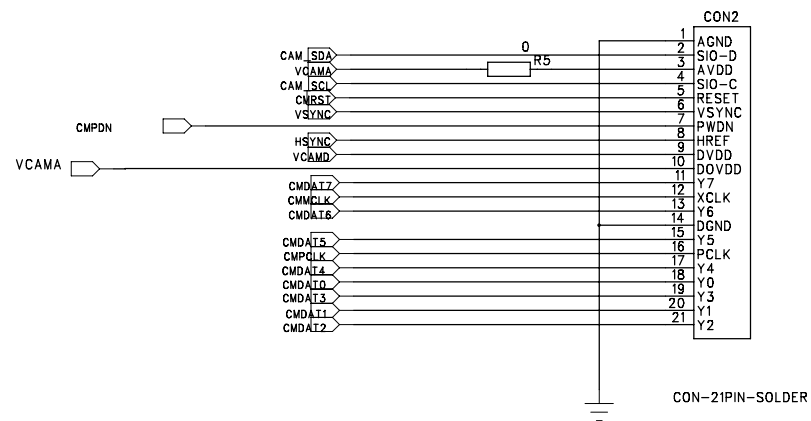 CON2
1 AGND
CAM_SDA 2 SIO-D
0
VCAMA R5 3 AVDD
CAM_SCL 4 SIO-C
CMRST 5 RESET
VSYNC 6 VSYNC
CMPDN 7 PWDN
HSYNC 8 HREF
VCAMD 9 DVDD
VCAMA 10 DOVDD
CMDAT7 11 Y7
CMMCLK 12 XCLK
CMDAT6 13 Y6
14 DGND
CMDAT5 15 Y5
CMPCLK 16 PCLK
CMDAT4 17 Y4
CMDAT0 18 Y0
CMDAT3 19 Y3
CMDAT1 20 Y1
CMDAT2 21 Y2
CON-21PIN-SOLDER